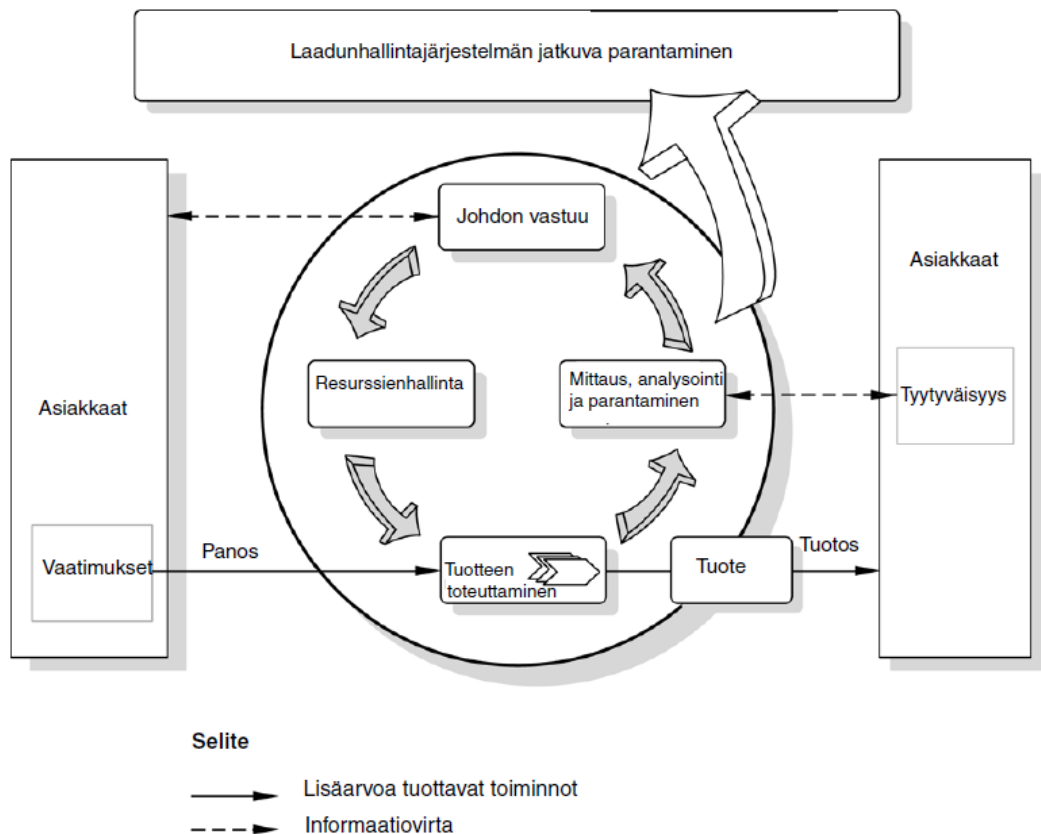 Laadunhallintajärjestelmän jatkuva parantaminen
Johdon vastuu
Asiakkaat
Asiakkaat
Resurssienhallinta
Mittaus, analysointi
ja parantaminen
Tyytyväisyys
Vaatimukset
Panos
Tuotteen
toteuttaminen
Tuote
Tuotos
Selite
Lisäarvoa tuottavat toiminnot
Informaatiovirta